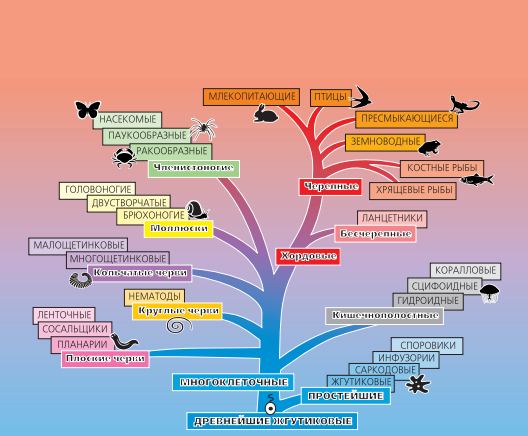 МЛЕКОПИТАЮЩИЕ
ПТИЦЫ
ПРЕСМЫКАЮЩИЕСЯ
ЗЕМНОВОДНЫЕ
КОСТНЫЕ РЫБЫ
ХРЯЩЕВЫЕ РЫБЫ
Черепные
ЛАНЦЕТНИКИ
Бесчерепные
Хордовые
НАСЕКОМЫЕ
ПАУКООБРАЗНЫЕ
РАКООБРАЗНЫЕ
Членистоногие
ГОЛОВОНОГИЕ
ДВУСТВОРЧАТЫЕ
БРЮХОНОГИЕ
Моллюски
МАЛОЩЕТИНКОВЫЕ
МНОГОЩЕТИНКОВЫЕ
Кольчатые черви
НЕМАТОДЫ
Круглые черви
ЛЕНТОЧНЫЕ
СОСАЛЬЩИКИ
ПЛАНАРИИ
Плоские черви
КОРАЛЛОВЫЕ
СЦИФОИДНЫЕ
ГИДРОИДНЫЕ
Кишечнополостные
СПОРОВИКИ
ИНФУЗОРИИ
САРКОДОВЫЕ
ЖГУТИКОВЫЕ
МНОГОКЛЕТОЧНЫЕ
ПРОСТЕЙШИЕ
ДРЕВНЕЙШИЕ ЖГУТИКОВЫЕ